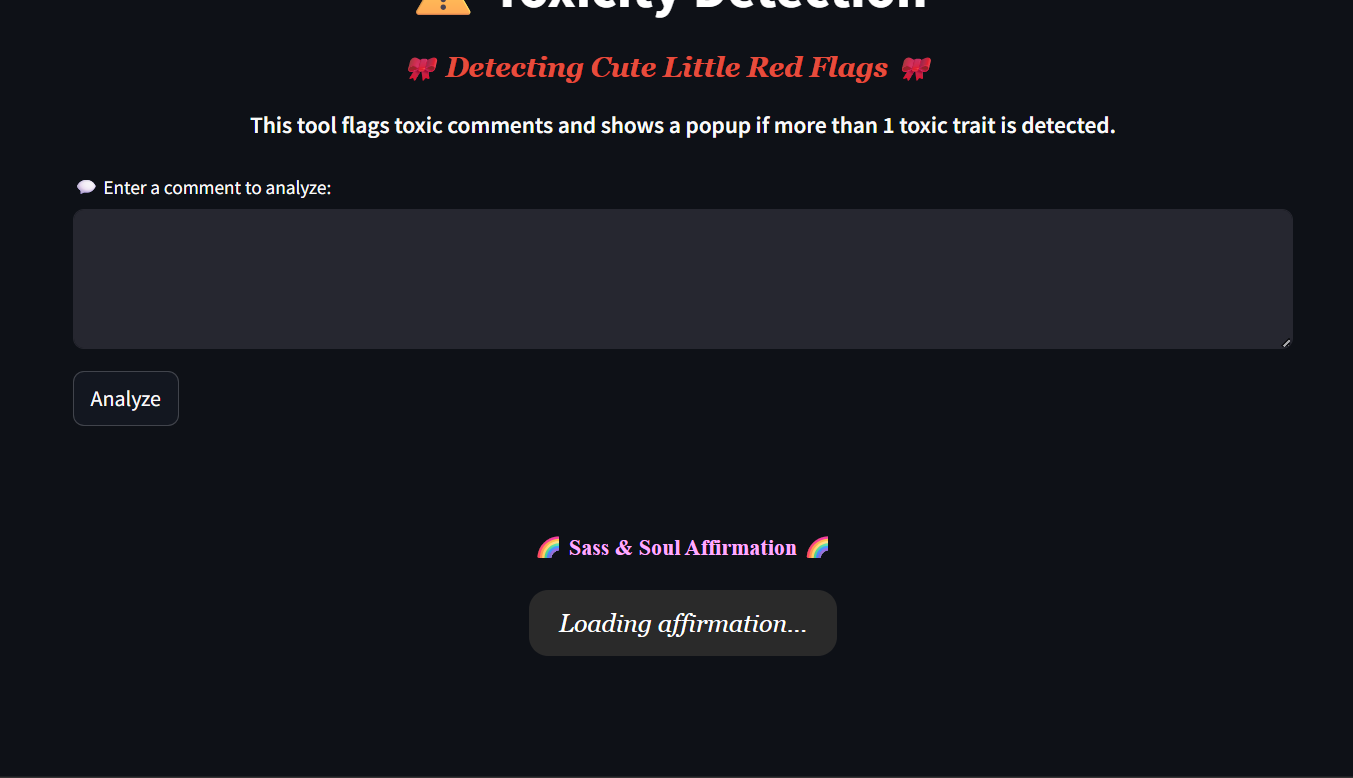 Toxicity Detection
Detecting Cute Little Red Flags
This tool flags toxic comments and shows a popup if more than 1 toxic trait is detected.
Enter a comment to analyze:
Analyze
Sass & Soul Affirmation
Loading affirmation...